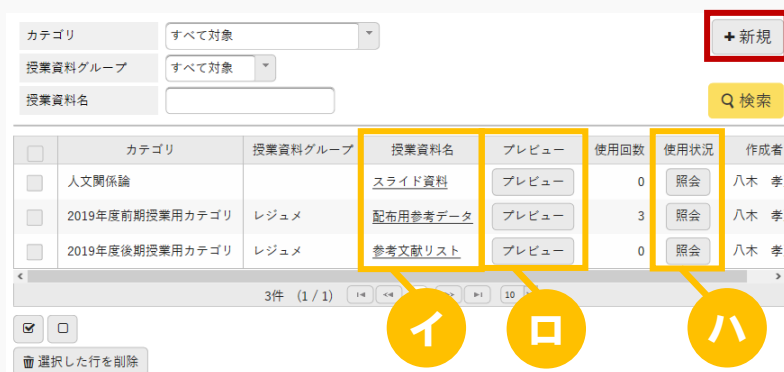 カテゴリ すべて対象 +新規
授業資料グループ すべて対象
授業資料名 検索
カテゴリ 授業資料グループ 授業資料名 プレビュー 使用回数 使用状況 作成者
人文関係論 スライド資料 プレビュー 0 照会 八木 孝
2019年度前期授業用カテゴリ レジュメ 配布用参考データ プレビュー 3 照会 八木 孝
2019年度後期授業用カテゴリ レジュメ 参考文献リスト プレビュー 0 照会 八木 孝
3件 (1 / 1) 10
イ ロ ハ
選択した行を削除